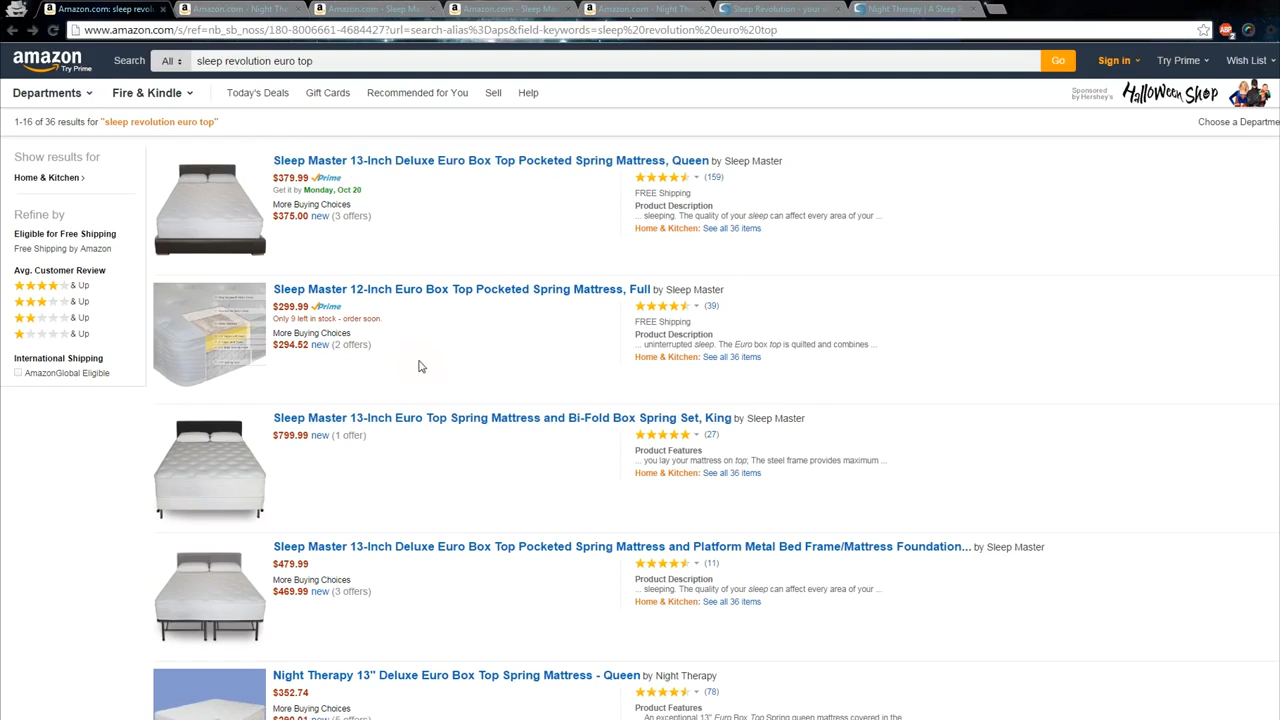 Amazon.com: sleep revolu
Amazon.com - Night The
Amazon.com - Sleep Ma
Amazon.com - Sleep Ma
Amazon.com - Night The
Sleep Revolution - your s
Night Therapy | A Sleep R
www.amazon.com/s/ref=nb_sb_noss/180-8006661-4684427?url=search-alias%3Daps&field-keywords=sleep%20revolution%20euro%20top
amazon
Try Prime
Search
All
sleep revolution euro top
Go
Sign in
Try Prime
Wish List
Departments
Fire & Kindle
Today's Deals
Gift Cards
Recommended for You
Sell
Help
Sponsored
by Hershey's
Halloween Shop
1-16 of 36 results for "sleep revolution euro top"
Choose a Departme
Show results for
Home & Kitchen
Refine by
Eligible for Free Shipping
Free Shipping by Amazon
Avg. Customer Review
& Up
& Up
& Up
& Up
International Shipping
AmazonGlobal Eligible
Sleep Master 13-Inch Deluxe Euro Box Top Pocketed Spring Mattress, Queen by Sleep Master
$379.99 Prime
Get it by Monday, Oct 20
More Buying Choices
$375.00 new (3 offers)
(159)
FREE Shipping
Product Description
... sleeping. The quality of your sleep can affect every area of your ...
Home & Kitchen: See all 36 items
Sleep Master 12-Inch Euro Box Top Pocketed Spring Mattress, Full by Sleep Master
$299.99 Prime
Only 9 left in stock - order soon.
More Buying Choices
$294.52 new (2 offers)
(39)
FREE Shipping
Product Description
... uninterrupted sleep. The Euro box top is quilted and combines ...
Home & Kitchen: See all 36 items
Sleep Master 13-Inch Euro Top Spring Mattress and Bi-Fold Box Spring Set, King by Sleep Master
$799.99 new (1 offer)
(27)
Product Features
... you lay your mattress on top; The steel frame provides maximum ...
Home & Kitchen: See all 36 items
Sleep Master 13-Inch Deluxe Euro Box Top Pocketed Spring Mattress and Platform Metal Bed Frame/Mattress Foundation... by Sleep Master
$479.99
More Buying Choices
$469.99 new (3 offers)
(11)
Product Description
... sleeping. The quality of your sleep can affect every area of your ...
Home & Kitchen: See all 36 items
Night Therapy 13" Deluxe Euro Box Top Spring Mattress - Queen by Night Therapy
$352.74
(78)
Product Features
An exceptional 13" Euro Box Top Spring queen mattress covered in the